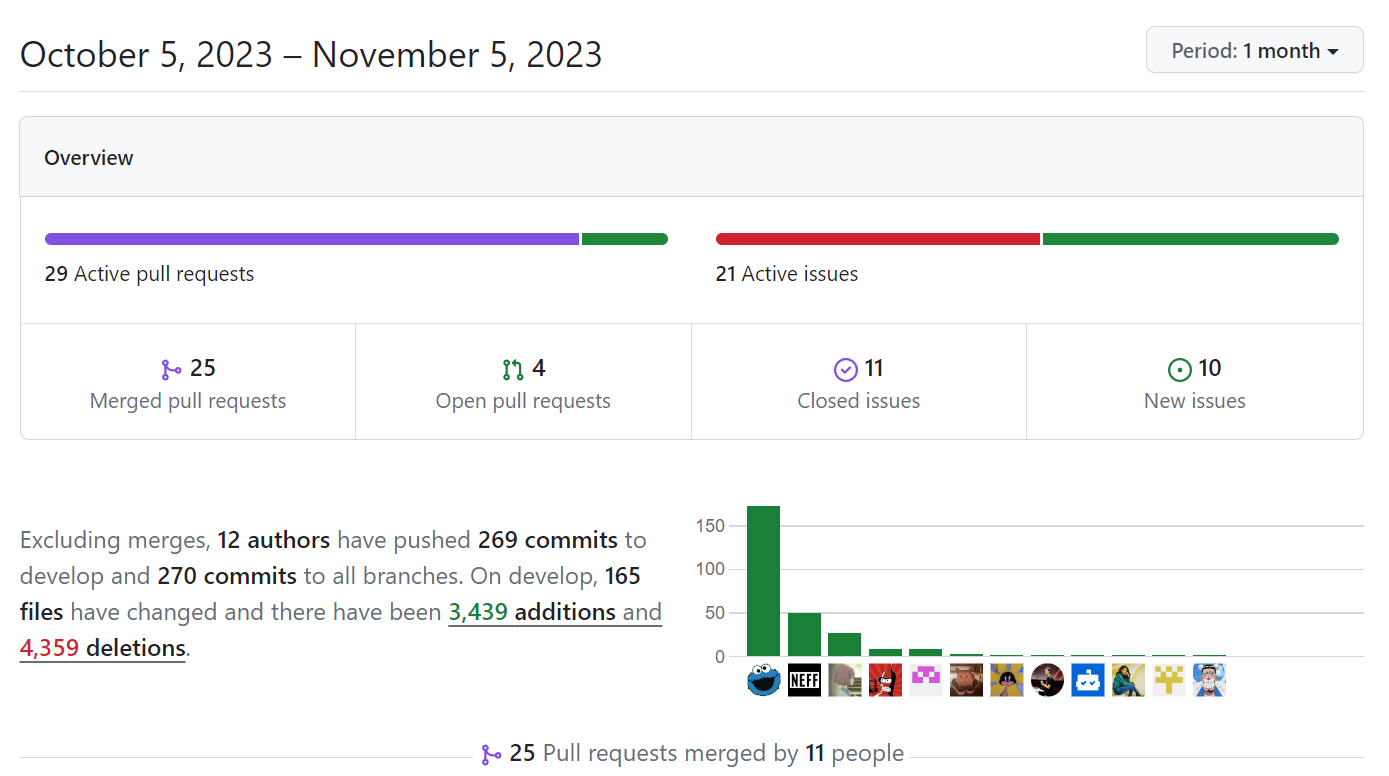 October 5, 2023 – November 5, 2023
Period: 1 month
Overview
29 Active pull requests
21 Active issues
25
Merged pull requests
4
Open pull requests
11
Closed issues
10
New issues
Excluding merges, 12 authors have pushed 269 commits to
develop and 270 commits to all branches. On develop, 165
files have changed and there have been 3,439 additions and
4,359 deletions.
150
100
50
0
NEFF
25 Pull requests merged by 11 people